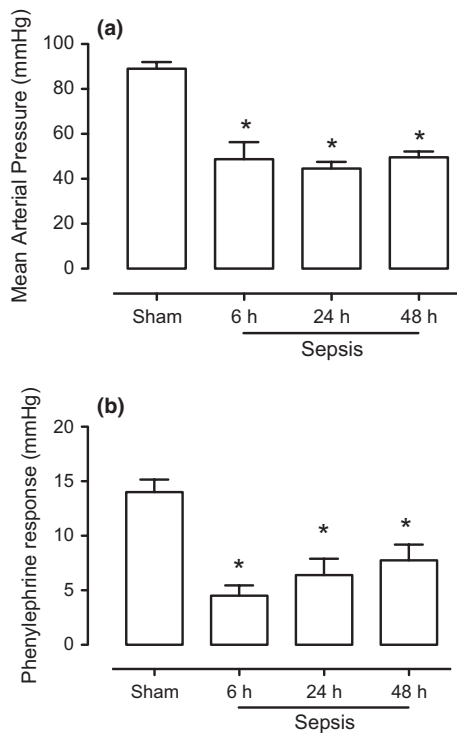 (a)
Mean Arterial Pressure (mmHg)
100
80
60
40
20
0
*
*
*
Sham
6 h
24 h
48 h
Sepsis
(b)
Phenylephrine response (mmHg)
20
15
10
5
0
*
*
*
Sham
6 h
24 h
48 h
Sepsis